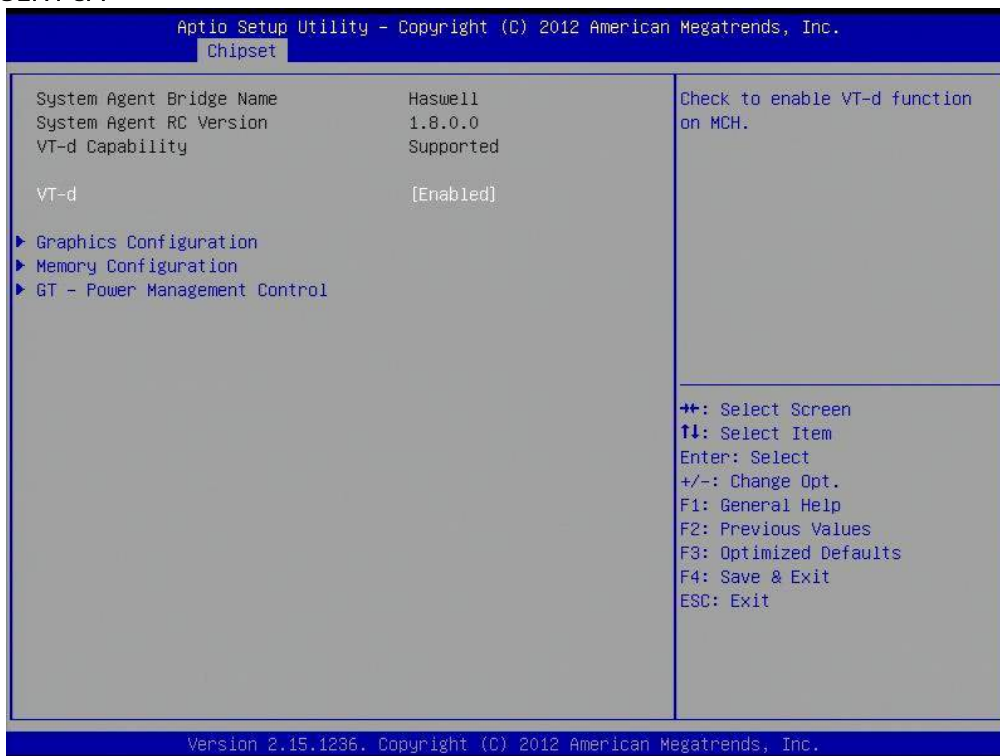 Aptio Setup Utility – Copyright (C) 2012 American Megatrends, Inc.
Chipset
System Agent Bridge Name Haswell
System Agent RC Version 1.8.0.0
VT-d Capability Supported
VT-d [Enabled]
▶ Graphics Configuration
▶ Memory Configuration
▶ GT – Power Management Control
Check to enable VT-d function
on MCH.
→←: Select Screen
↑↓: Select Item
Enter: Select
+/-: Change Opt.
F1: General Help
F2: Previous Values
F3: Optimized Defaults
F4: Save & Exit
ESC: Exit
Version 2.15.1236. Copyright (C) 2012 American Megatrends, Inc.